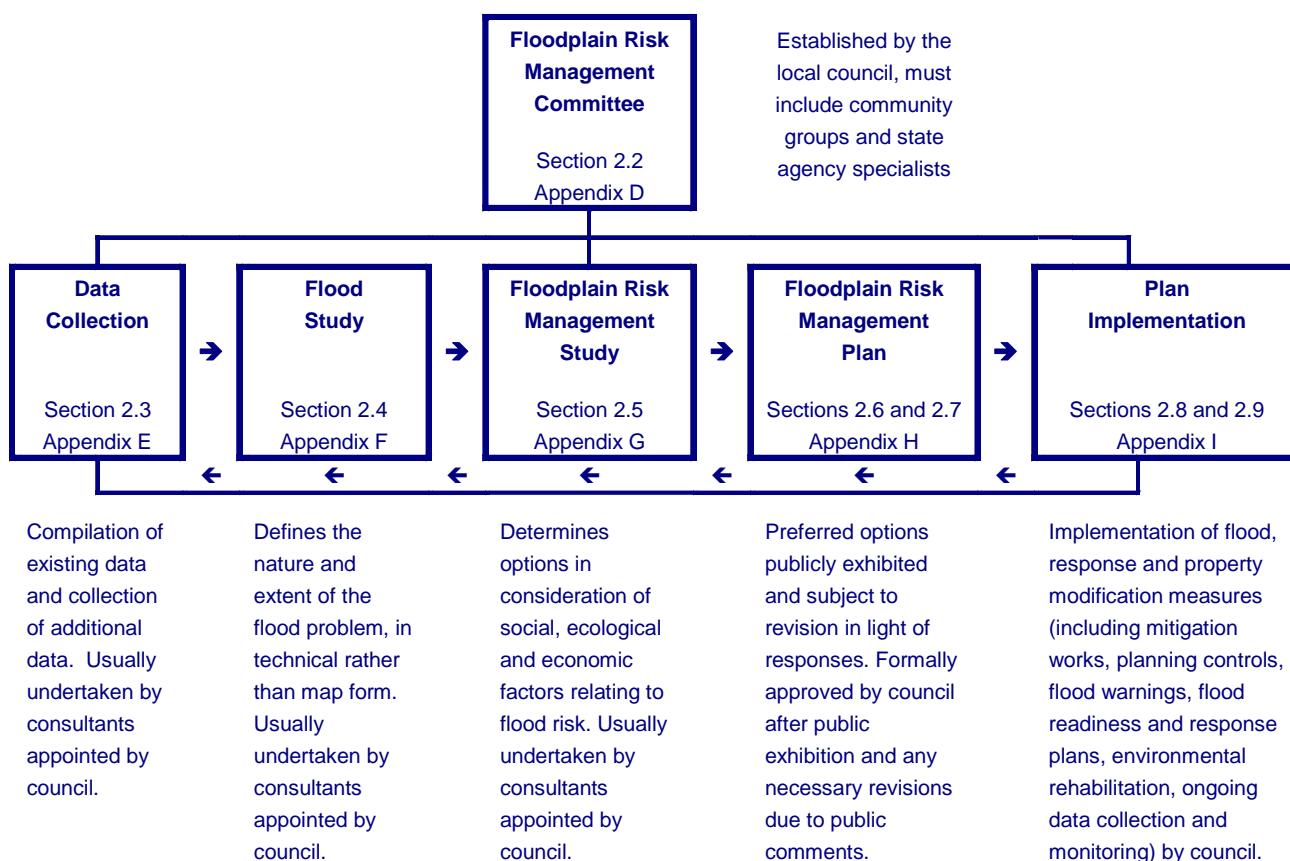 Floodplain Risk
Management
Committee
Section 2.2
Appendix D
Established by the
local council, must
include community
groups and state
agency specialists
Data
Collection
Section 2.3
Appendix E
Flood
Study
Section 2.4
Appendix F
Floodplain Risk
Management
Study
Section 2.5
Appendix G
Floodplain Risk
Management
Plan
Sections 2.6 and 2.7
Appendix H
Plan
Implementation
Sections 2.8 and 2.9
Appendix I
Compilation of
existing data
and collection
of additional
data. Usually
undertaken by
consultants
appointed by
council.
Defines the
nature and
extent of the
flood problem, in
technical rather
than map form.
Usually
undertaken by
consultants
appointed by
council.
Determines
options in
consideration of
social, ecological
and economic
factors relating to
flood risk. Usually
undertaken by
consultants
appointed by
council.
Preferred options
publicly exhibited
and subject to
revision in light of
responses. Formally
approved by council
after public
exhibition and any
necessary revisions
due to public
comments.
Implementation of flood,
response and property
modification measures
(including mitigation
works, planning controls,
flood warnings, flood
readiness and response
plans, environmental
rehabilitation, ongoing
data collection and
monitoring) by council.